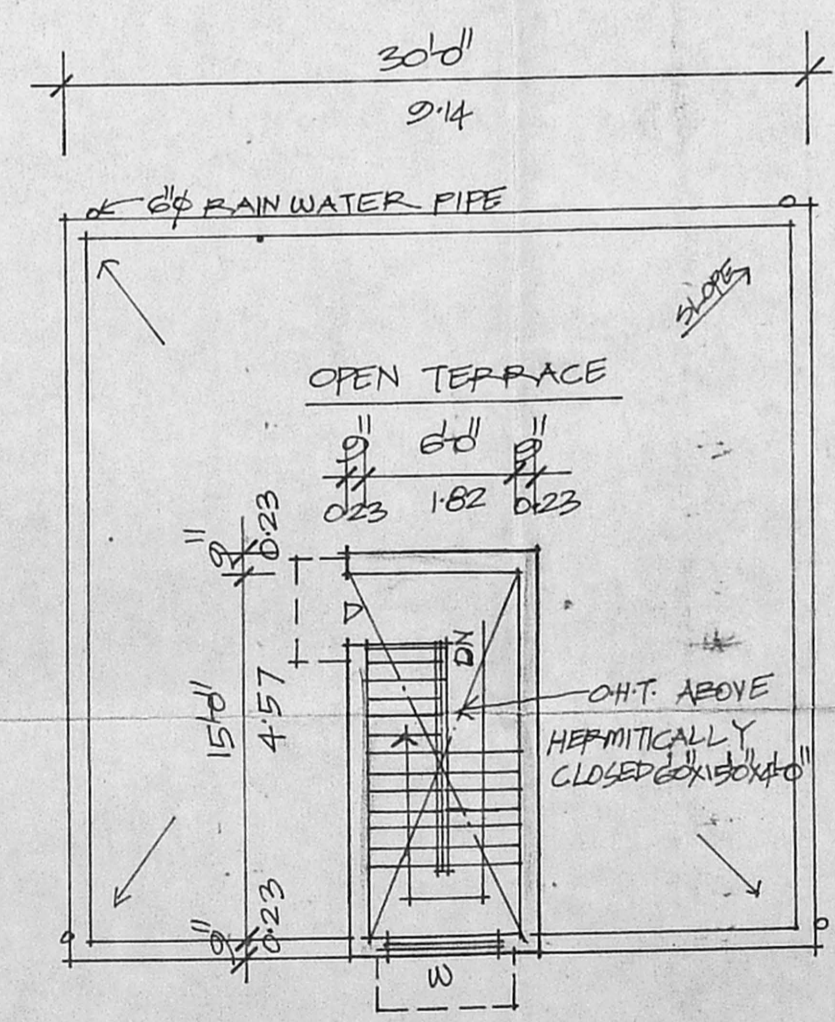 30'-0"
9.14
6"φ RAIN WATER PIPE
SLOPE
OPEN TERRACE
9" 6'-0" 9"
0.23 1.82 0.23
9"
0.23
D
DN
15'-0"
4.57
O.H.T. ABOVE
HERMITICALLY
CLOSED 6'0"X15'0"X4'-0"
9"
0.23
W